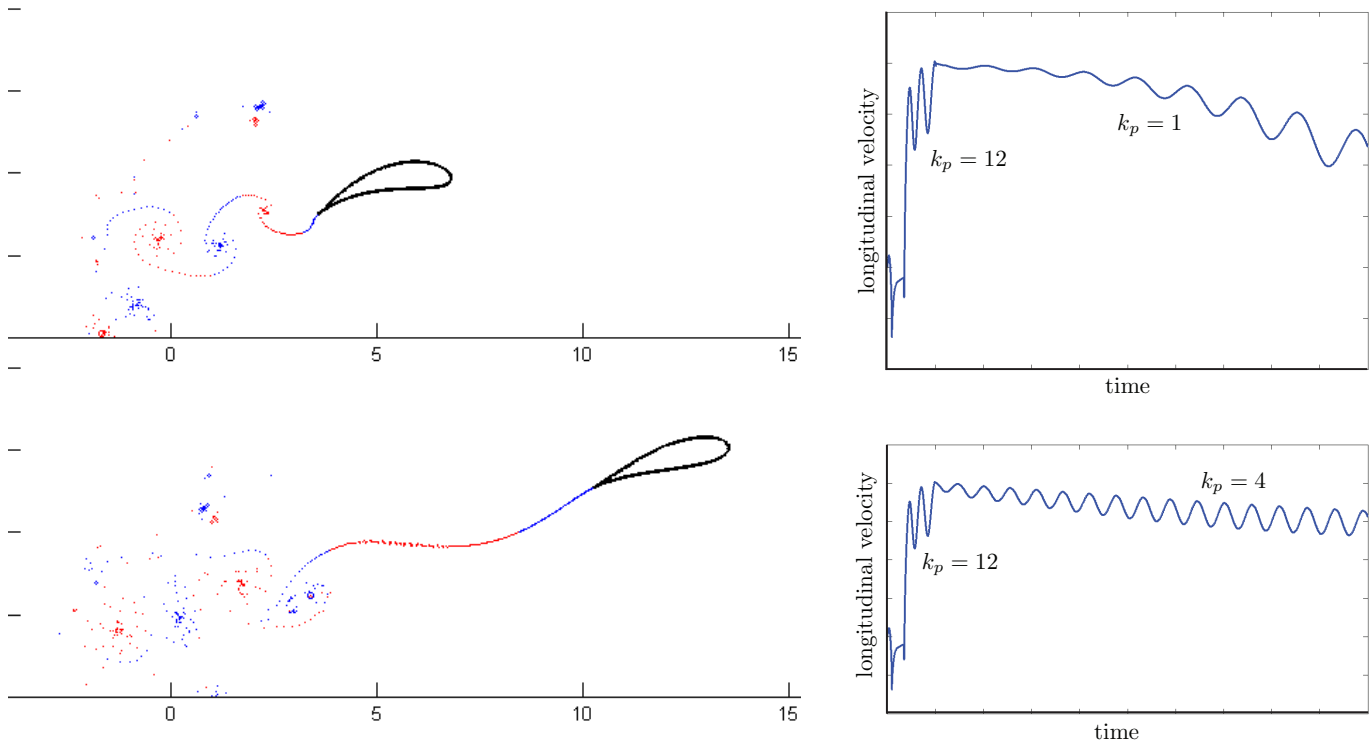 longitudinal velocity
k_p = 12
k_p = 1
time
0 5 10 15
longitudinal velocity
k_p = 12
k_p = 4
time
0 5 10 15